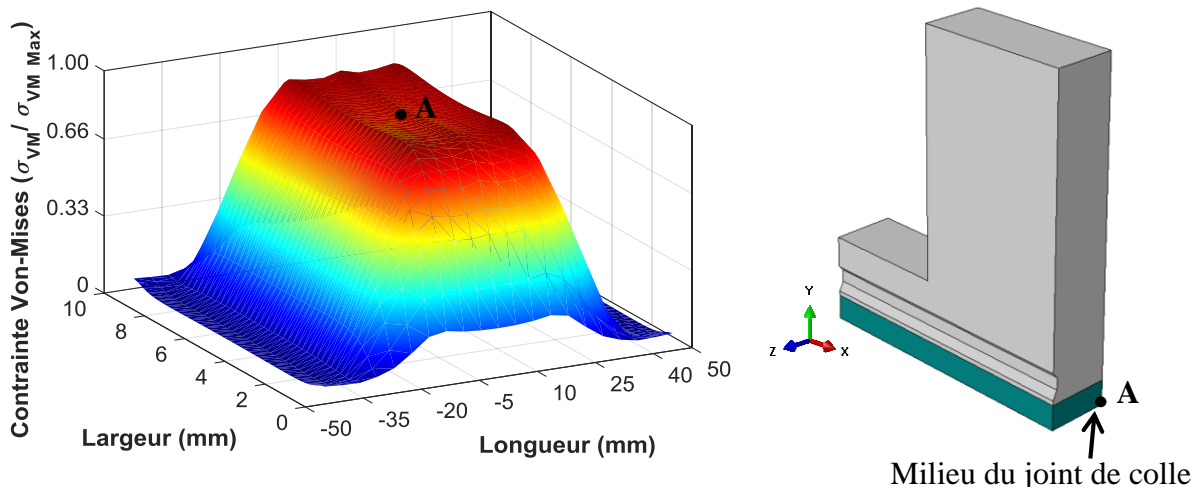 Contrainte Von-Mises (σVM/ σVM Max)
1.00
0.66
0.33
0
10
8
6
4
2
0
-50
-35
-20
-5
10
25
40
50
Largeur (mm)
Longueur (mm)
A
Y
Z
X
A
Milieu du joint de colle